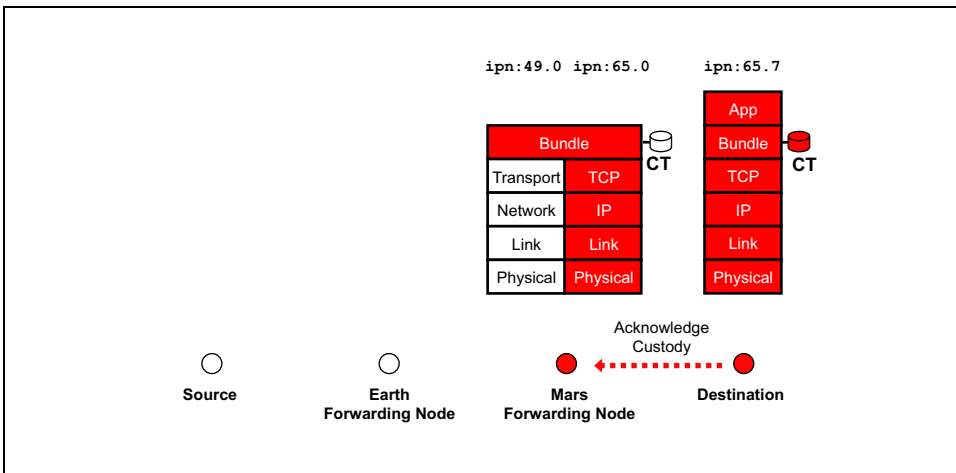 ipn:49.0 ipn:65.0 ipn:65.7
App
Bundle Bundle
CT CT
Transport TCP TCP
Network IP IP
Link Link Link
Physical Physical Physical
Acknowledge
Custody
Source Earth Mars Destination
Forwarding Node Forwarding Node